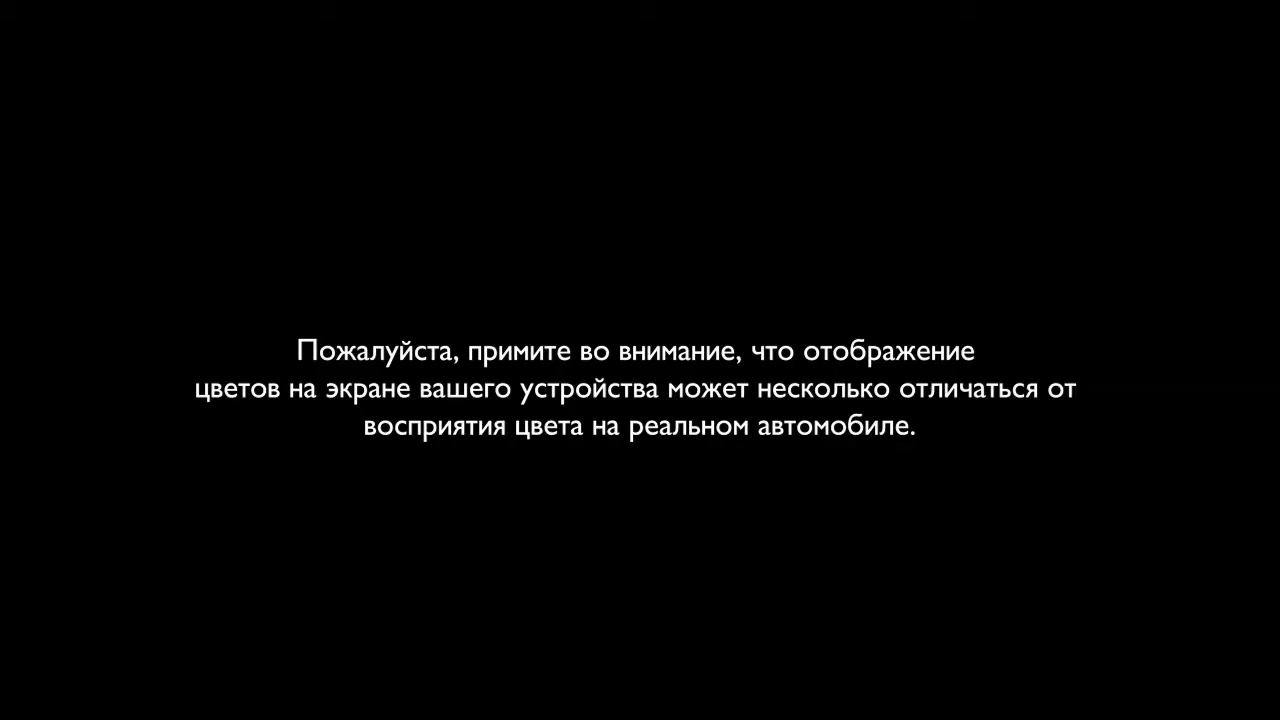 Пожалуйста, примите во внимание, что отображение
цветов на экране вашего устройства может несколько отличаться от
восприятия цвета на реальном автомобиле.